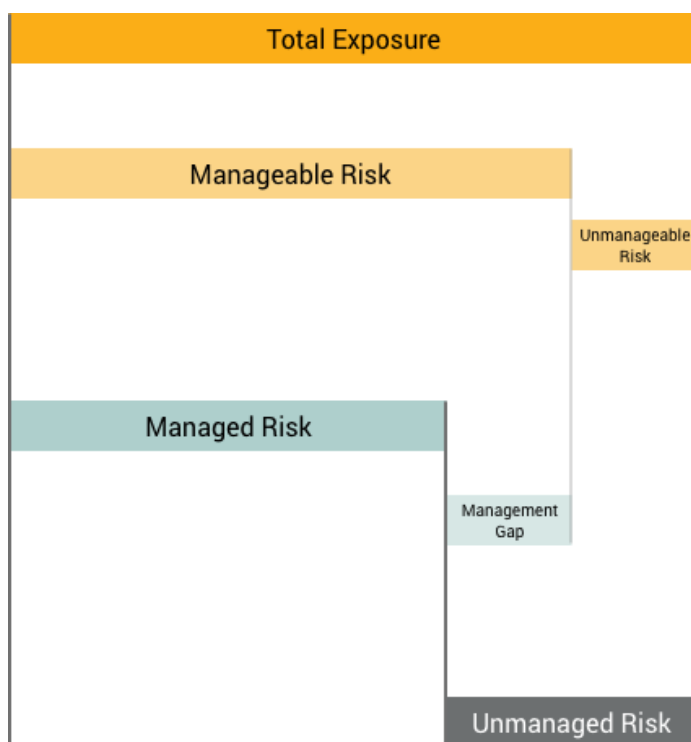 Total Exposure
Manageable Risk
Unmanageable
Risk
Managed Risk
Management
Gap
Unmanaged Risk